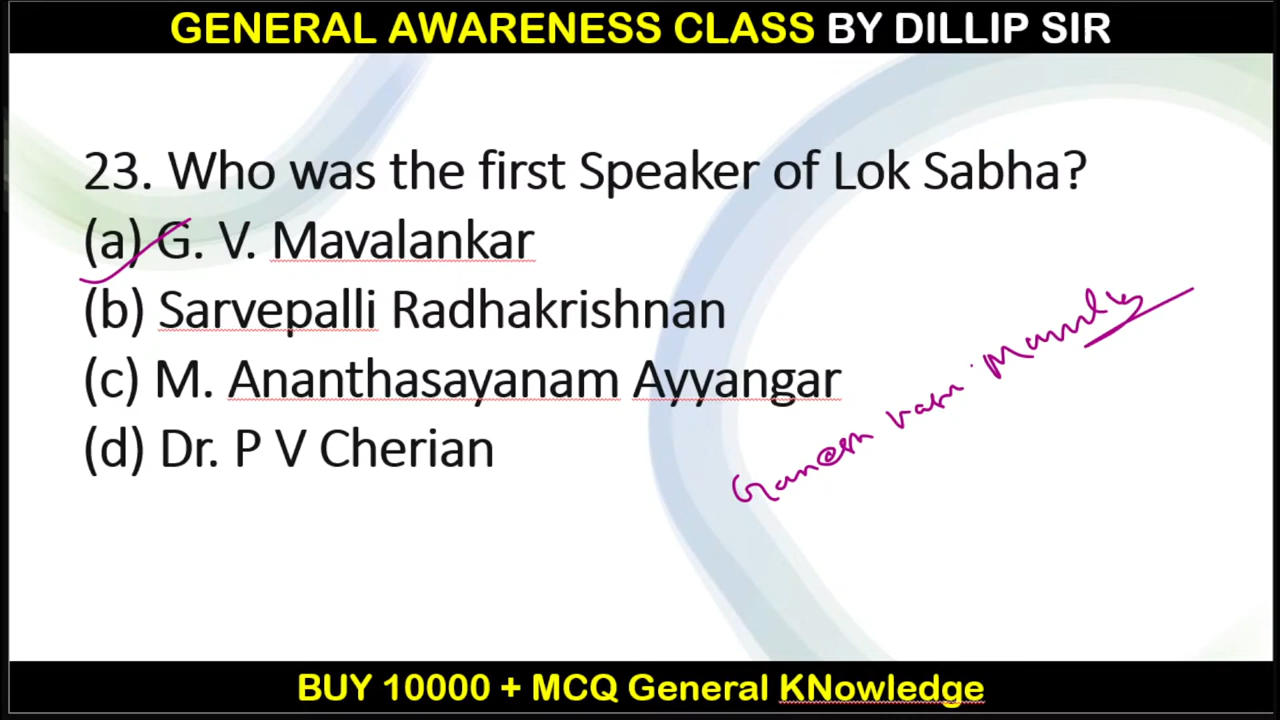 GENERAL AWARENESS CLASS BY DILLIP SIR
23. Who was the first Speaker of Lok Sabha?
(a) G. V. Mavalankar
(b) Sarvepalli Radhakrishnan
(c) M. Ananthasayanam Ayyangar
(d) Dr. P V Cherian
Ganesh
BUY 10000 + MCQ General KNowledge